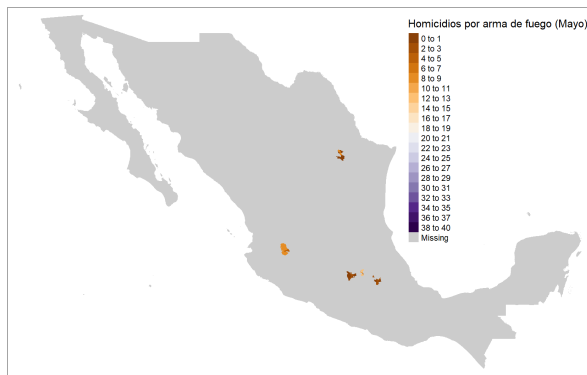 Homicidios por arma de fuego (Mayo)
0 to 1
2 to 3
4 to 5
6 to 7
8 to 9
10 to 11
12 to 13
14 to 15
16 to 17
18 to 19
20 to 21
22 to 23
24 to 25
26 to 27
28 to 29
30 to 31
32 to 33
34 to 35
36 to 37
38 to 40
Missing